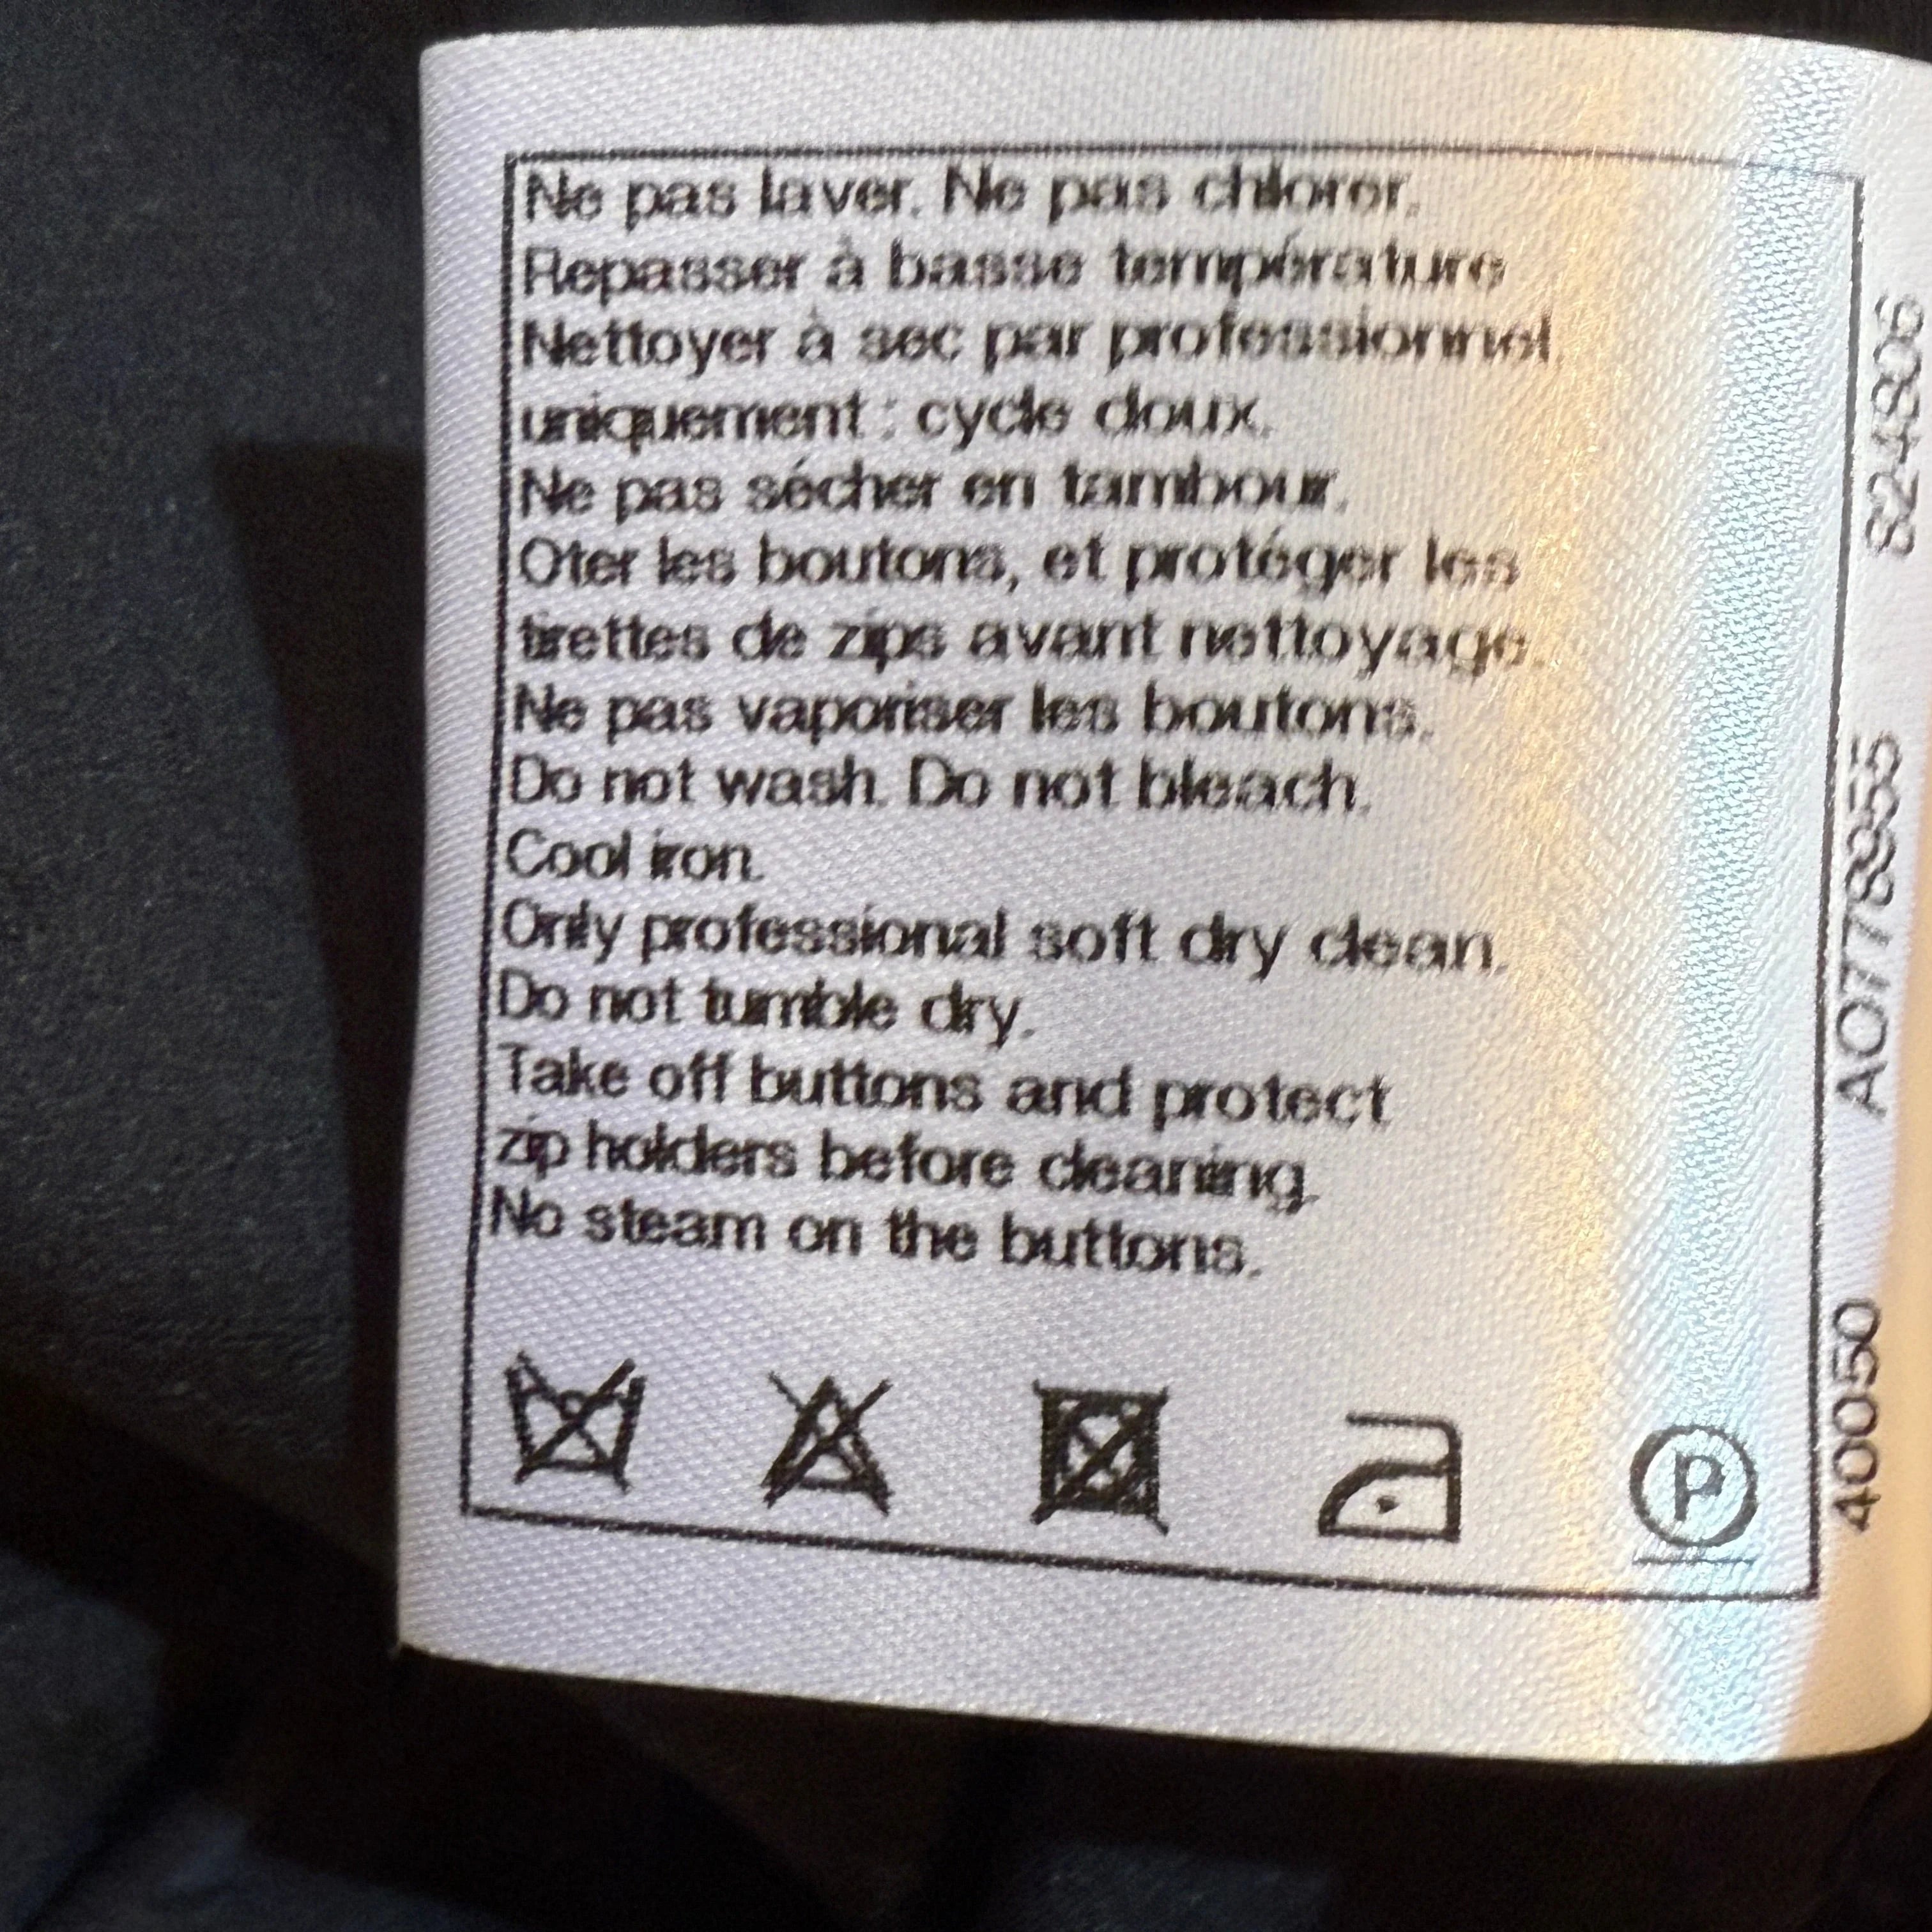 Ne pas laver. Ne pas chlorer.
Repasser à basse température
Nettoyer à sec par professionnel
uniquement : cycle doux.
Ne pas sécher en tambour.
Oter les boutons, et protéger les
tirettes de zips avant nettoyage.
Ne pas vaporiser les boutons.
Do not wash. Do not bleach.
Cool iron.
Only professional soft dry clean.
Do not tumble dry.
Take off buttons and protect
zip holders before cleaning.
No steam on the buttons.
P
40050 AO778955 824806